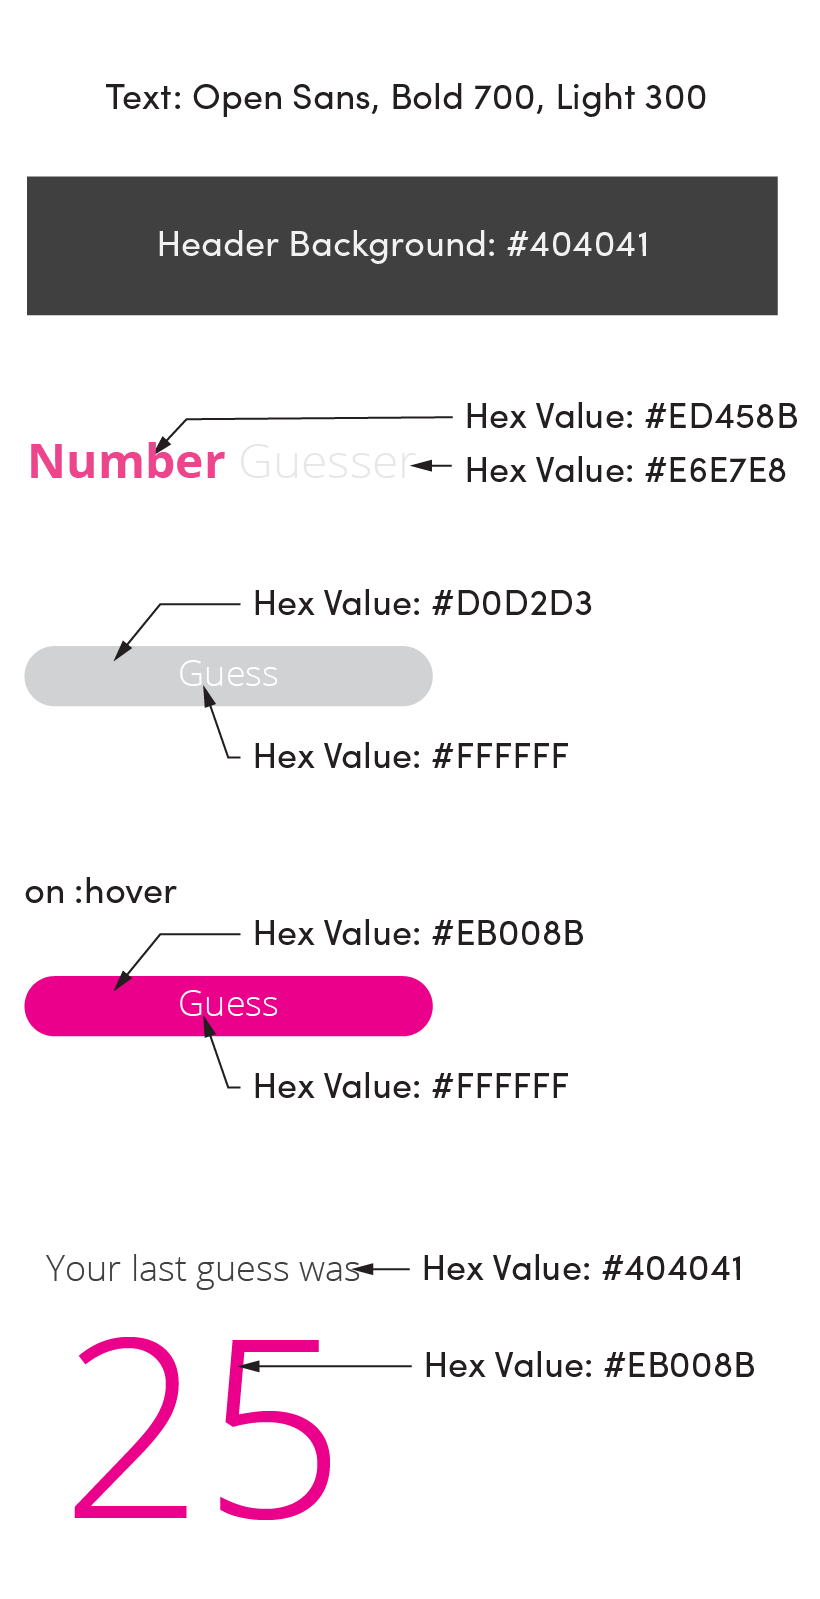 Text: Open Sans, Bold 700, Light 300
Header Background: #404041
Hex Value: #ED458B
Number Guesser
Hex Value: #E6E7E8
Hex Value: #D0D2D3
Guess
Hex Value: #FFFFFF
on :hover
Hex Value: #EB008B
Guess
Hex Value: #FFFFFF
Your last guess was
Hex Value: #404041
25
Hex Value: #EB008B